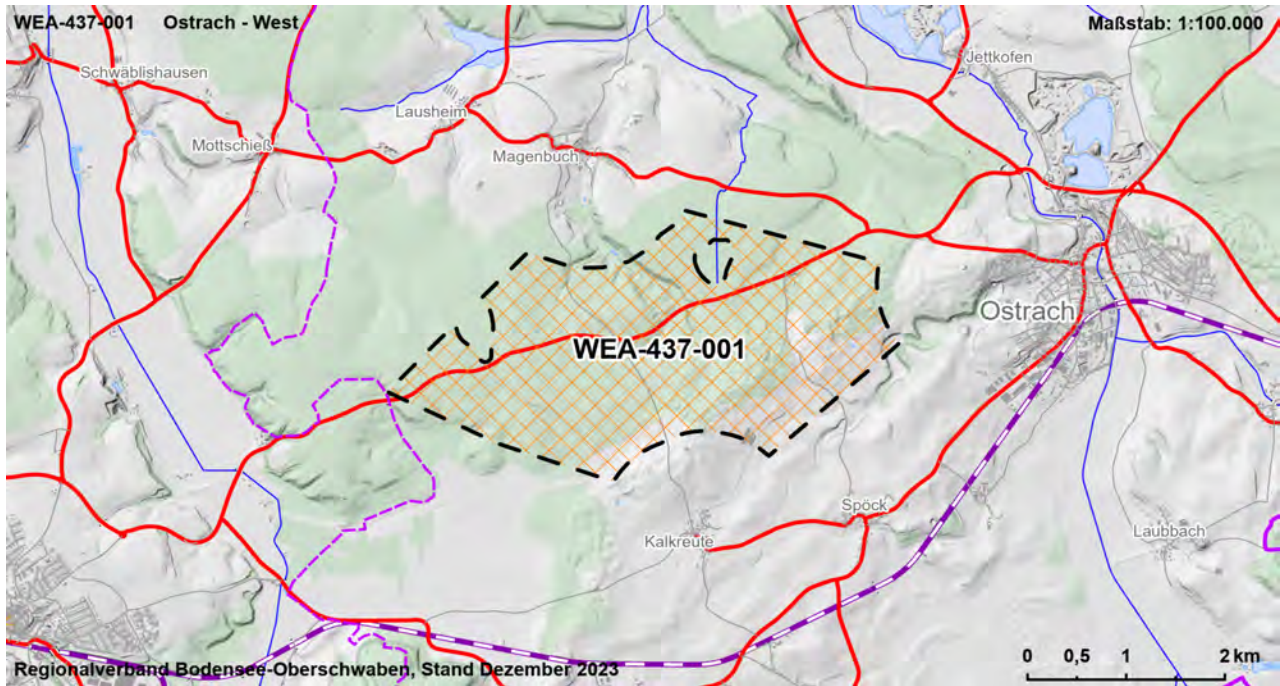 WEA-437-001 Ostrach - West
Maßstab: 1:100.000
Jettkofen
Schwäblishausen
Lausheim
Mottschieß
Magenbuch
Ostrach
WEA-437-001
Spöck
Laubbach
Kalkreute
0 0,5 1 2 km
Regionalverband Bodensee-Oberschwaben, Stand Dezember 2023